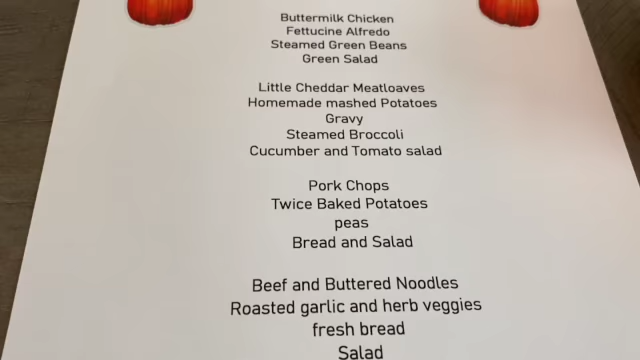 Buttermilk Chicken
Fettucine Alfredo
Steamed Green Beans
Green Salad
Little Cheddar Meatloaves
Homemade mashed Potatoes
Gravy
Steamed Broccoli
Cucumber and Tomato salad
Pork Chops
Twice Baked Potatoes
peas
Bread and Salad
Beef and Buttered Noodles
Roasted garlic and herb veggies
fresh bread
Salad